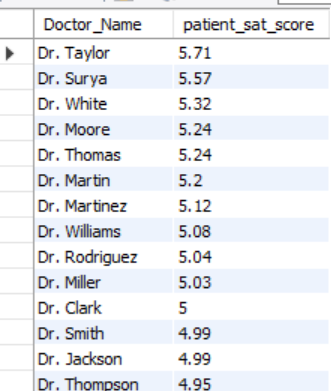 Doctor_Name patient_sat_score
Dr. Taylor 5.71
Dr. Surya 5.57
Dr. White 5.32
Dr. Moore 5.24
Dr. Thomas 5.24
Dr. Martin 5.2
Dr. Martinez 5.12
Dr. Williams 5.08
Dr. Rodriguez 5.04
Dr. Miller 5.03
Dr. Clark 5
Dr. Smith 4.99
Dr. Jackson 4.99
Dr. Thompson 4.95